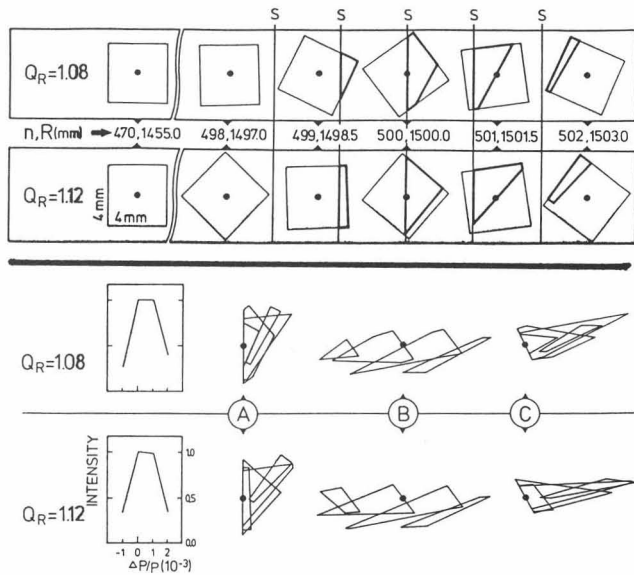 S S S S S
Q_R=1.08
n,R(mm) ➡ 470,1455.0 498,1497.0 499,1498.5 500,1500.0 501,1501.5 502,1503.0
Q_R=1.12
4mm
4mm
Q_R=1.08
A B C
Q_R=1.12
INTENSITY
1.0
0.5
0.0
-1 0 1 2
ΔP/P(10⁻³)